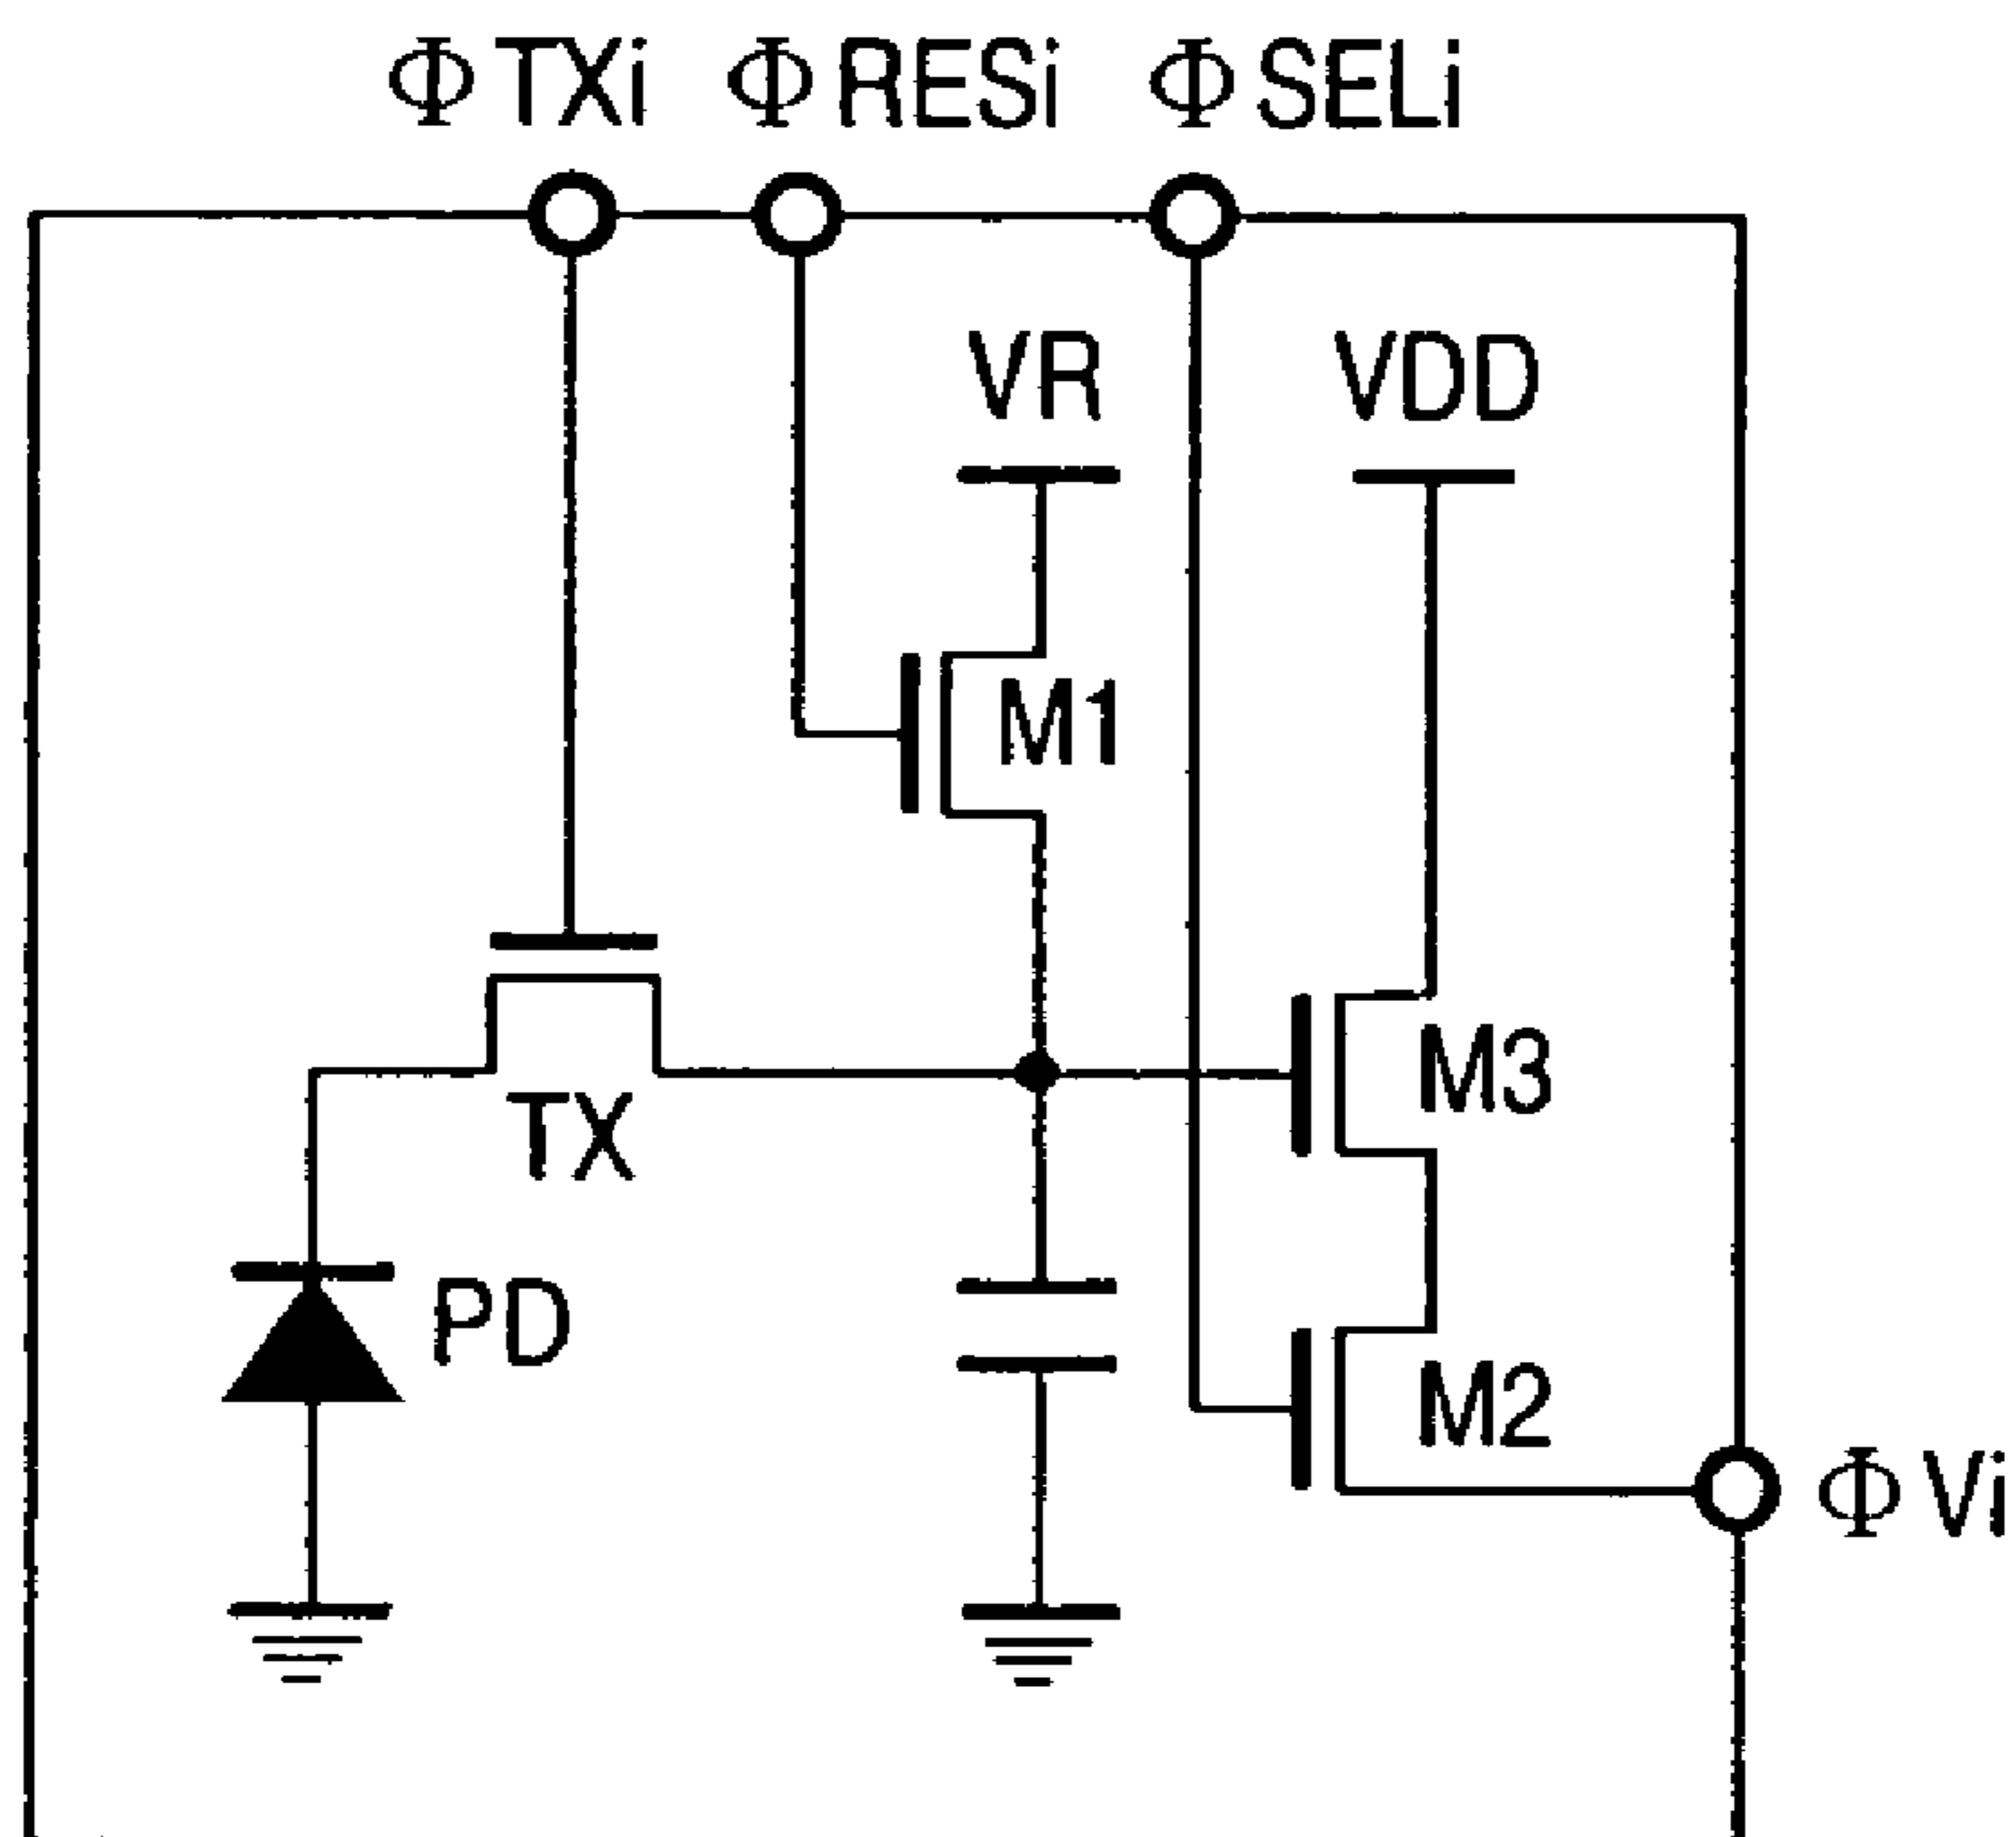 ΦTXi ΦRESi ΦSELi
VR VDD
M1
M3
TX
PD
M2
ΦVi